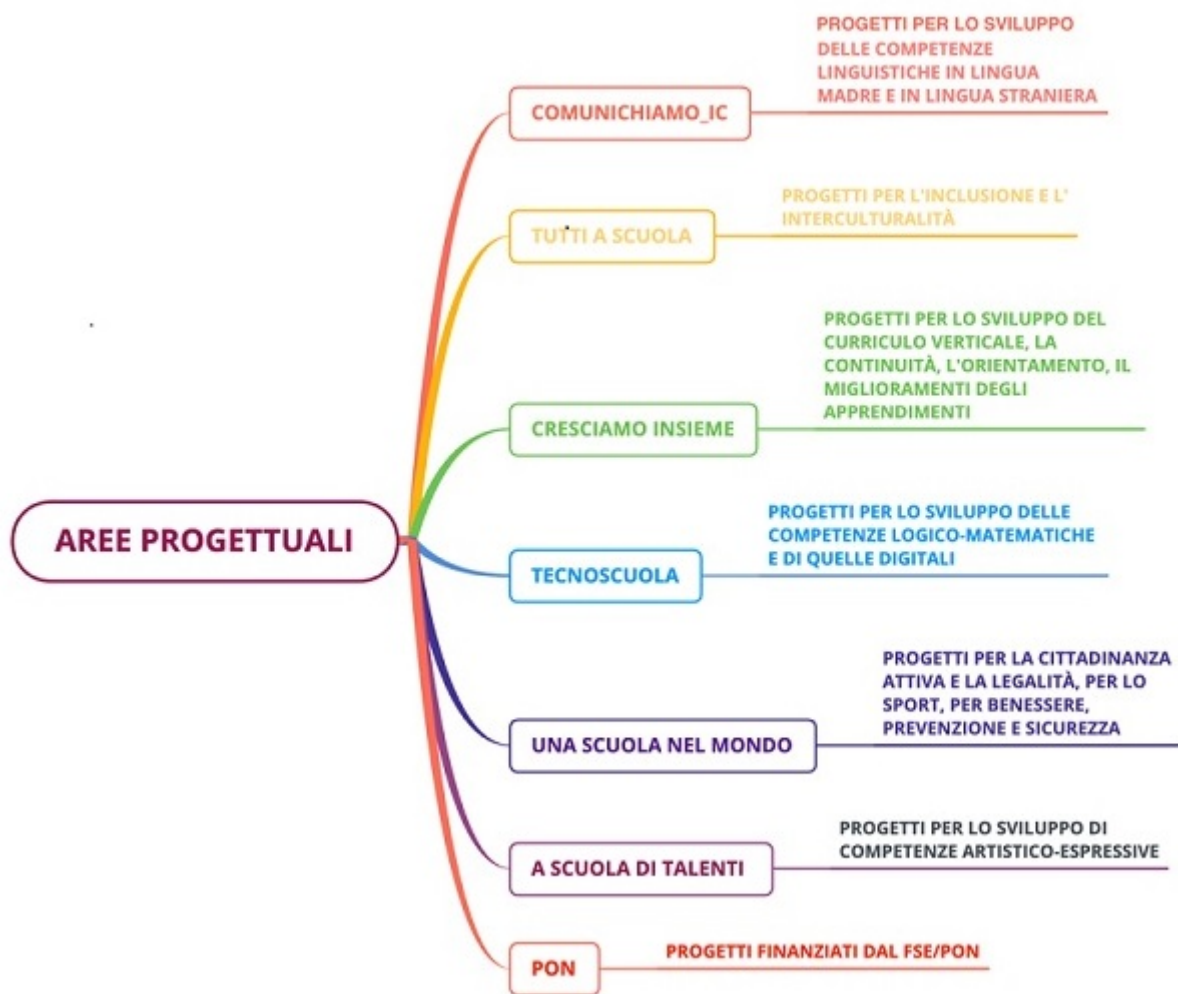 PROGETTI PER LO SVILUPPO
DELLE COMPETENZE
LINGUISTICHE IN LINGUA
MADRE E IN LINGUA STRANIERA
COMUNICHIAMO_IC
PROGETTI PER L'INCLUSIONE E L'
INTERCULTURALITÀ
TUTTI A SCUOLA
PROGETTI PER LO SVILUPPO DEL
CURRICULO VERTICALE, LA
CONTINUITÀ, L'ORIENTAMENTO, IL
MIGLIORAMENTI DEGLI
APPRENDIMENTI
CRESCIAMO INSIEME
AREE PROGETTUALI
PROGETTI PER LO SVILUPPO DELLE
COMPETENZE LOGICO-MATEMATICHE
E DI QUELLE DIGITALI
TECNOSCUOLA
PROGETTI PER LA CITTADINANZA
ATTIVA E LA LEGALITÀ, PER LO
SPORT, PER BENESSERE,
PREVENZIONE E SICUREZZA
UNA SCUOLA NEL MONDO
PROGETTI PER LO SVILUPPO DI
COMPETENZE ARTISTICO-ESPRESSIVE
A SCUOLA DI TALENTI
PROGETTI FINANZIATI DAL FSE/PON
PON